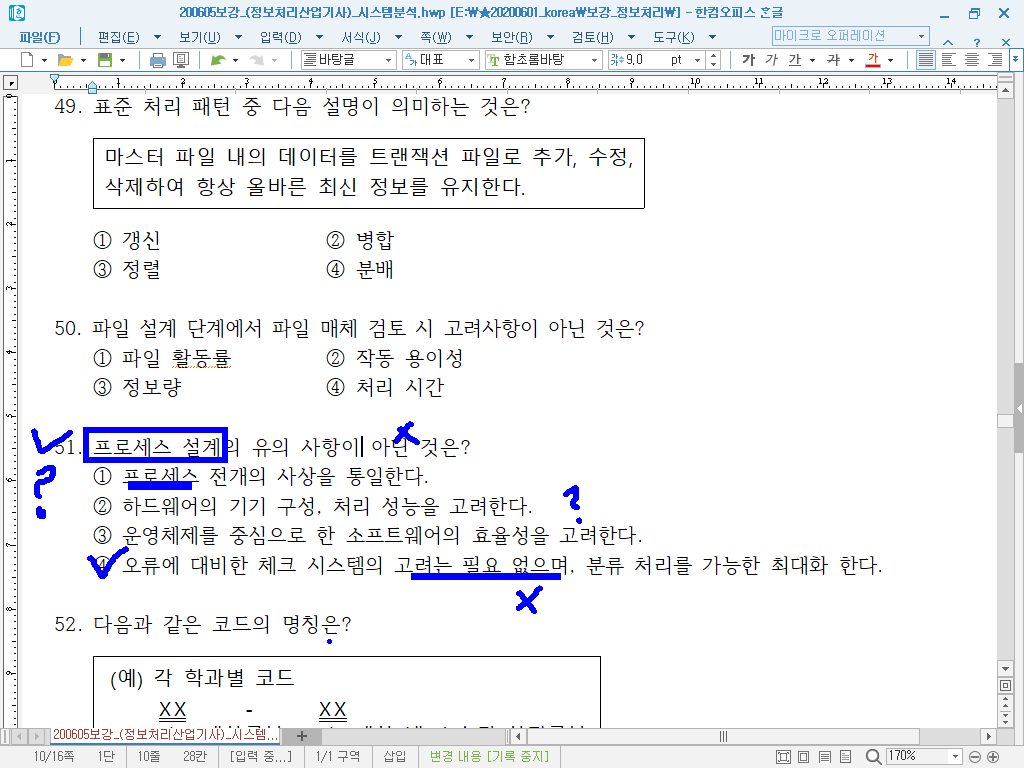 200605보강_(정보처리산업기사)_시스템분석.hwp [E:\★20200601_korea\보강_정보처리\] - 한컴오피스 한글
파일(F) 편집(E) 보기(U) 입력(D) 서식(J) 쪽(W) 보안(R) 검토(H) 도구(K) 마이크로 오퍼레이션
바탕글 대표 함초롬바탕 9,0 pt 가 가 가 가 가
1 2 3 4 5 6 7 8 9 10 11 12 13 14
49. 표준 처리 패턴 중 다음 설명이 의미하는 것은?
마스터 파일 내의 데이터를 트랜잭션 파일로 추가, 수정,
삭제하여 항상 올바른 최신 정보를 유지한다.
① 갱신 ② 병합
③ 정렬 ④ 분배
50. 파일 설계 단계에서 파일 매체 검토 시 고려사항이 아닌 것은?
① 파일 활동률 ② 작동 용이성
③ 정보량 ④ 처리 시간
51. 프로세스 설계의 유의 사항이 아닌 것은?
① 프로세스 전개의 사상을 통일한다.
② 하드웨어의 기기 구성, 처리 성능을 고려한다.
③ 운영체제를 중심으로 한 소프트웨어의 효율성을 고려한다.
④ 오류에 대비한 체크 시스템의 고려는 필요 없으며, 분류 처리를 가능한 최대화 한다.
52. 다음과 같은 코드의 명칭은?
(예) 각 학과별 코드
XX - XX
200605보강_(정보처리산업기사)_시스템...
10/16쪽 1단 10줄 28칸 [입력 중...] 1/1 구역 삽입 변경 내용 [기록 중지] 170%